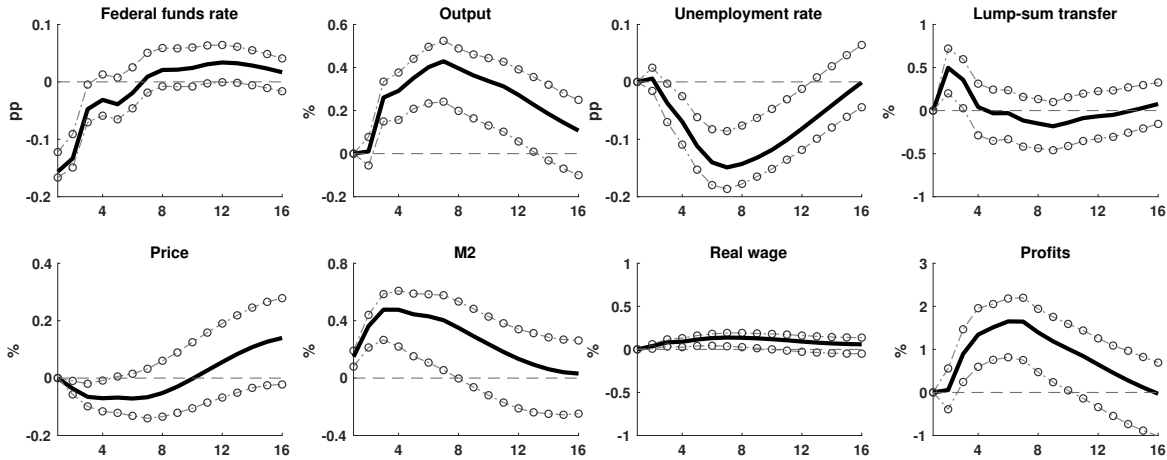 Federal funds rate
0.1
0
-0.1
-0.2
pp
4 8 12 16
Output
0.6
0.4
0.2
0
-0.2
%
4 8 12 16
Unemployment rate
0.1
0
-0.1
-0.2
pp
4 8 12 16
Lump-sum transfer
1
0.5
0
-0.5
-1
%
4 8 12 16
Price
0.4
0.2
0
-0.2
%
4 8 12 16
M2
0.8
0.4
0
-0.4
%
4 8 12 16
Real wage
1
0.5
0
-0.5
-1
%
4 8 12 16
Profits
3
2
1
0
1
%
4 8 12 16